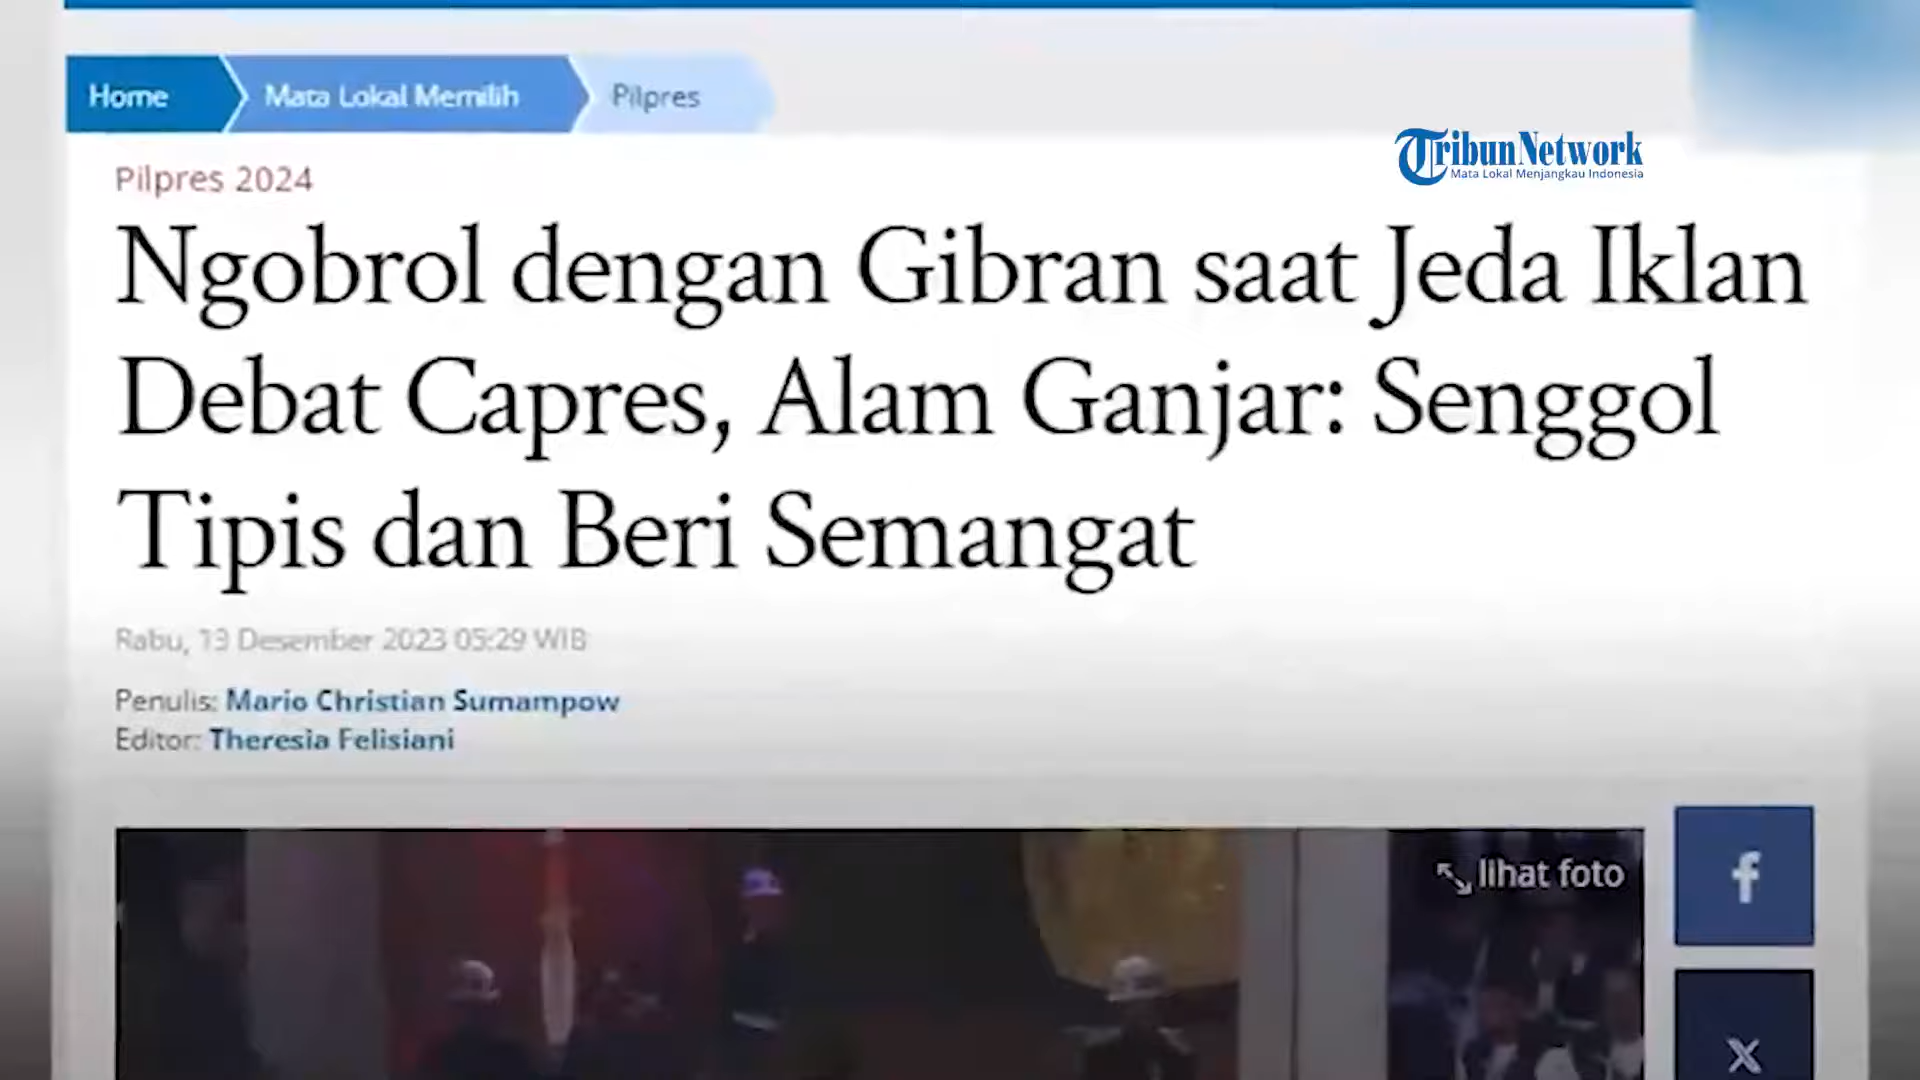 Home
Mata Lokal Memilih
Pilpres
Pilpres 2024
Tribun Network
Mata Lokal Menjangkau Indonesia
Ngobrol dengan Gibran saat Jeda Iklan
Debat Capres, Alam Ganjar: Senggol
Tipis dan Beri Semangat
Rabu, 13 Desember 2023 05:29 WIB
Penulis: Mario Christian Sumampow
Editor: Theresia Felisiani
lihat foto
f
X